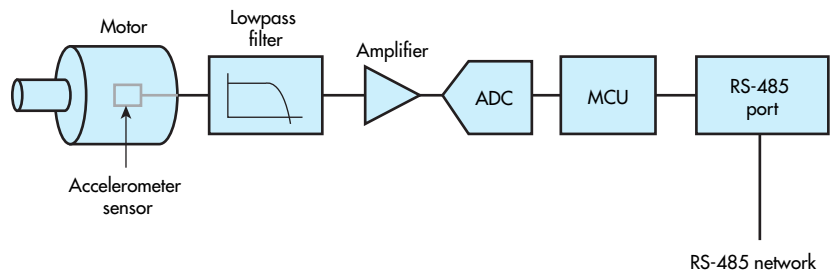 Motor
Lowpass
filter
Amplifier
ADC
MCU
RS-485
port
Accelerometer
sensor
RS-485 network